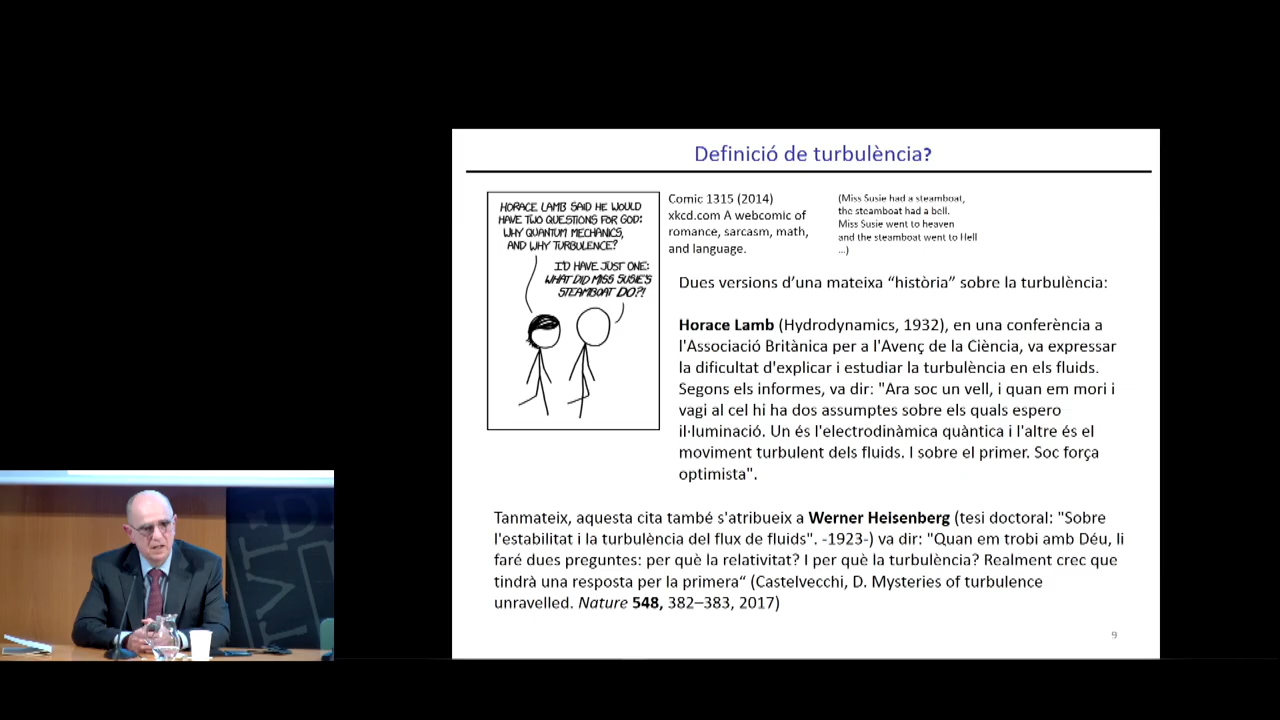 Definició de turbulència?
HORACE LAMB SAID HE WOULD
HAVE TWO QUESTIONS FOR GOD:
WHY QUANTUM MECHANICS,
AND WHY TURBULENCE?
I'D HAVE JUST ONE:
WHAT DID MISS SUSIE'S
STEAMBOAT DO?!
Comic 1315 (2014)
xkcd.com A webcomic of
romance, sarcasm, math,
and language.
(Miss Susie had a steamboat,
the steamboat had a bell.
Miss Susie went to heaven
and the steamboat went to Hell
...)
Dues versions d’una mateixa “història” sobre la turbulència:
Horace Lamb (Hydrodynamics, 1932), en una conferència a
l'Associació Britànica per a l'Avenç de la Ciència, va expressar
la dificultat d'explicar i estudiar la turbulència en els fluids.
Segons els informes, va dir: "Ara soc un vell, i quan em mori i
vagi al cel hi ha dos assumptes sobre els quals espero
il·luminació. Un és l'electrodinàmica quàntica i l'altre és el
moviment turbulent dels fluids. I sobre el primer. Soc força
optimista".
Tanmateix, aquesta cita també s'atribueix a Werner Heisenberg (tesi doctoral: "Sobre
l'estabilitat i la turbulència del flux de fluids". -1923-) va dir: "Quan em trobi amb Déu, li
faré dues preguntes: per què la relativitat? I per què la turbulència? Realment crec que
tindrà una resposta per la primera“ (Castelvecchi, D. Mysteries of turbulence
unravelled. Nature 548, 382–383, 2017)
9